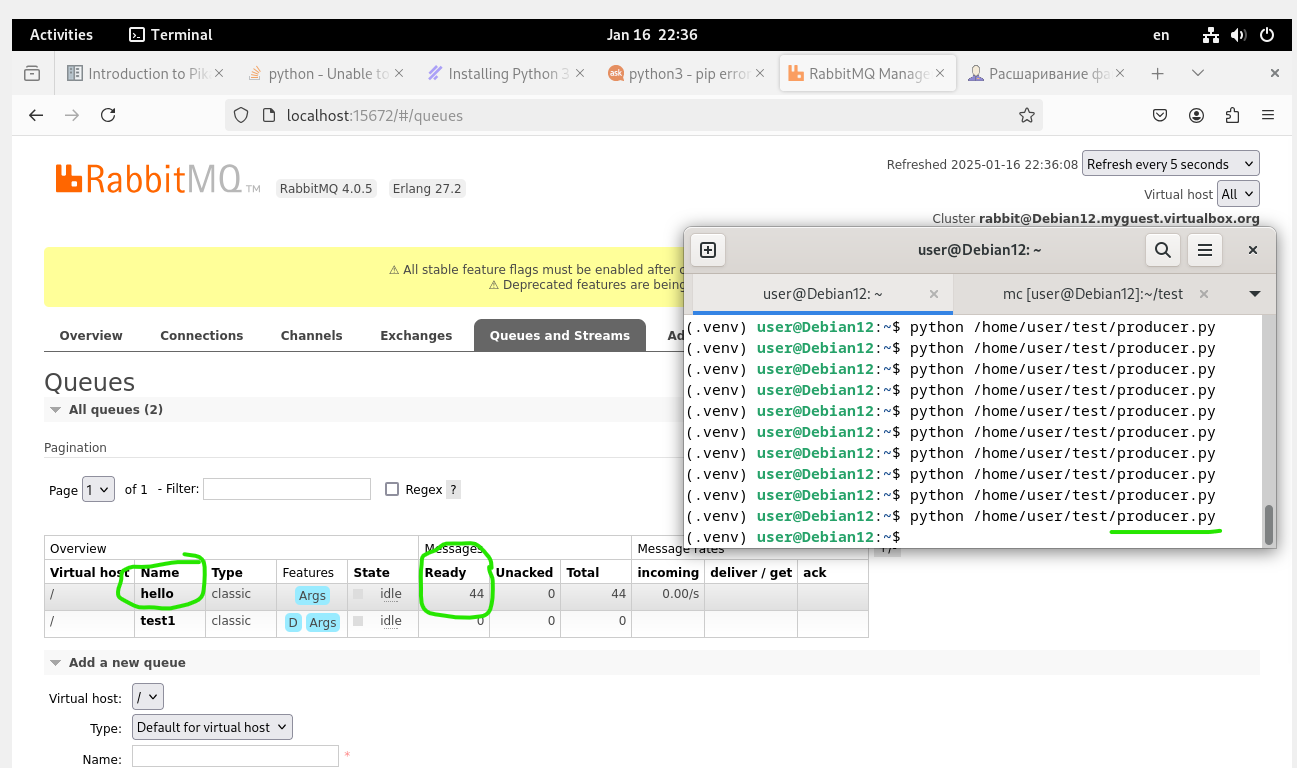 Activities Terminal Jan 16 22:36 en
Introduction to Pik python - Unable to Installing Python 3 ask python3 - pip error RabbitMQ Manage Расшаривание фа
localhost:15672/#/queues
Refreshed 2025-01-16 22:36:08 Refresh every 5 seconds
RabbitMQ TM RabbitMQ 4.0.5 Erlang 27.2
Virtual host All
Cluster rabbit@Debian12.myguest.virtualbox.org
⚠ All stable feature flags must be enabled after
⚠ Deprecated features are being
Overview Connections Channels Exchanges Queues and Streams Ad
Queues
All queues (2)
Pagination
Page 1 of 1 - Filter: Regex ?
Overview Messages Message rates +/-
Virtual host Name Type Features State Ready Unacked Total incoming deliver / get ack
/ hello classic Args idle 44 0 44 0.00/s
/ test1 classic D Args idle 0 0 0
Add a new queue
Virtual host: /
Type: Default for virtual host
Name: *
user@Debian12: ~
user@Debian12: ~ mc [user@Debian12]:~/test
(.venv) user@Debian12:~$ python /home/user/test/producer.py
(.venv) user@Debian12:~$ python /home/user/test/producer.py
(.venv) user@Debian12:~$ python /home/user/test/producer.py
(.venv) user@Debian12:~$ python /home/user/test/producer.py
(.venv) user@Debian12:~$ python /home/user/test/producer.py
(.venv) user@Debian12:~$ python /home/user/test/producer.py
(.venv) user@Debian12:~$ python /home/user/test/producer.py
(.venv) user@Debian12:~$ python /home/user/test/producer.py
(.venv) user@Debian12:~$ python /home/user/test/producer.py
(.venv) user@Debian12:~$ python /home/user/test/producer.py
(.venv) user@Debian12:~$